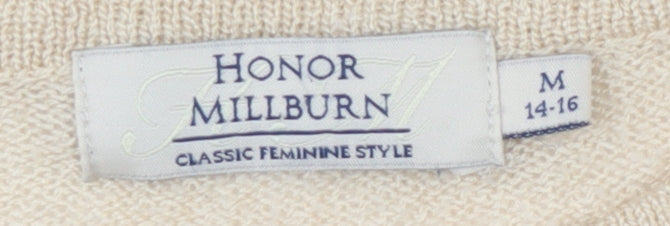 HONOR
MILLBURN
CLASSIC FEMININE STYLE
M
14-16